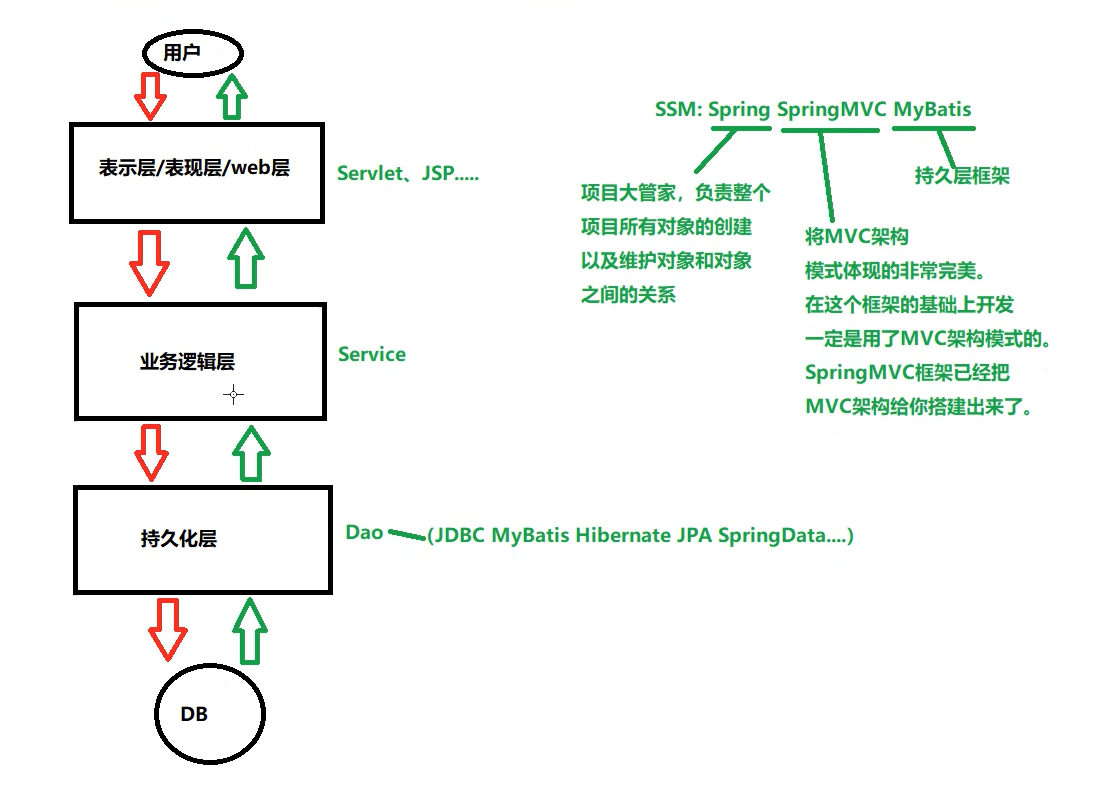 用户
表示层/表现层/web层
Servlet、JSP.....
业务逻辑层
Service
持久化层
Dao
(JDBC MyBatis Hibernate JPA SpringData....)
DB
SSM: Spring SpringMVC MyBatis
项目大管家，负责整个
项目所有对象的创建
以及维护对象和对象
之间的关系
将MVC架构
模式体现的非常完美。
在这个框架的基础上开发
一定是用了MVC架构模式的。
SpringMVC框架已经把
MVC架构给你搭建出来了。
持久层框架